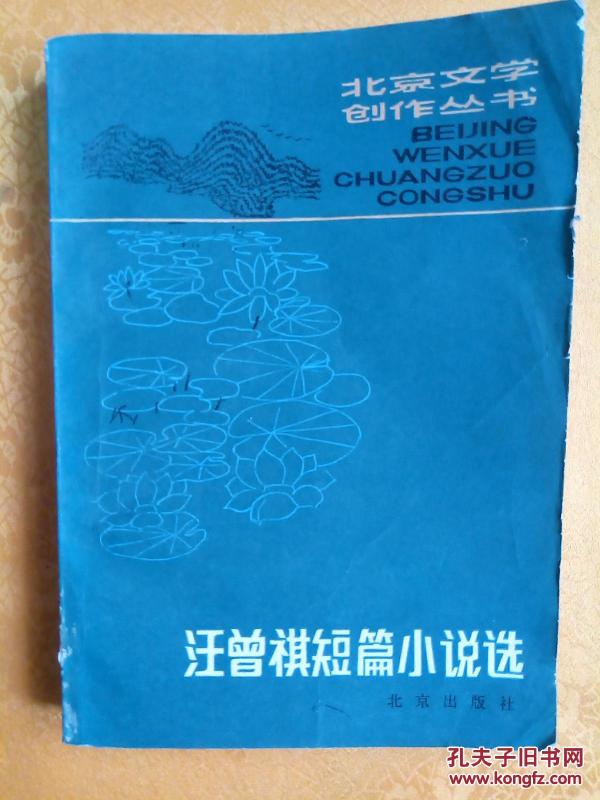 北京文学
创作丛书
BEIJING
WENXUE
CHUANGZUO
CONGSHU
汪曾祺短篇小说选
北京出版社
孔夫子旧书网
www.kongfz.com